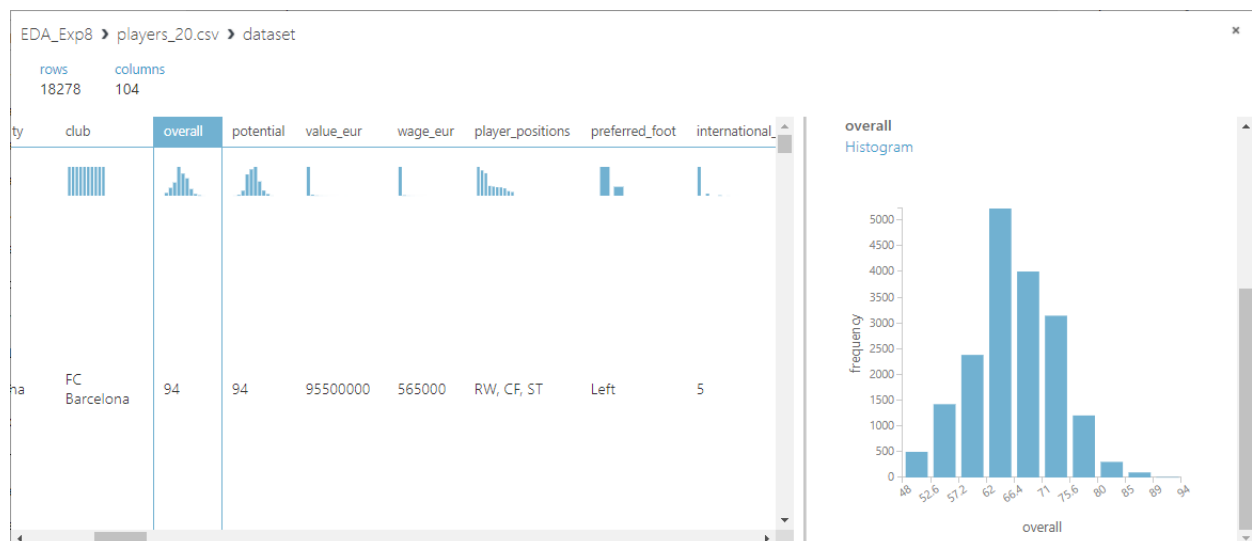 EDA_Exp8 ❯ players_20.csv ❯ dataset
rows columns
18278 104
ty club overall potential value_eur wage_eur player_positions preferred_foot international_
na FC Barcelona 94 94 95500000 565000 RW, CF, ST Left 5
overall
Histogram
frequency
5000
4500
4000
3500
3000
2500
2000
1500
1000
500
0
48 52.6 57.2 62 66.4 71 75.6 80 85 89 94
overall